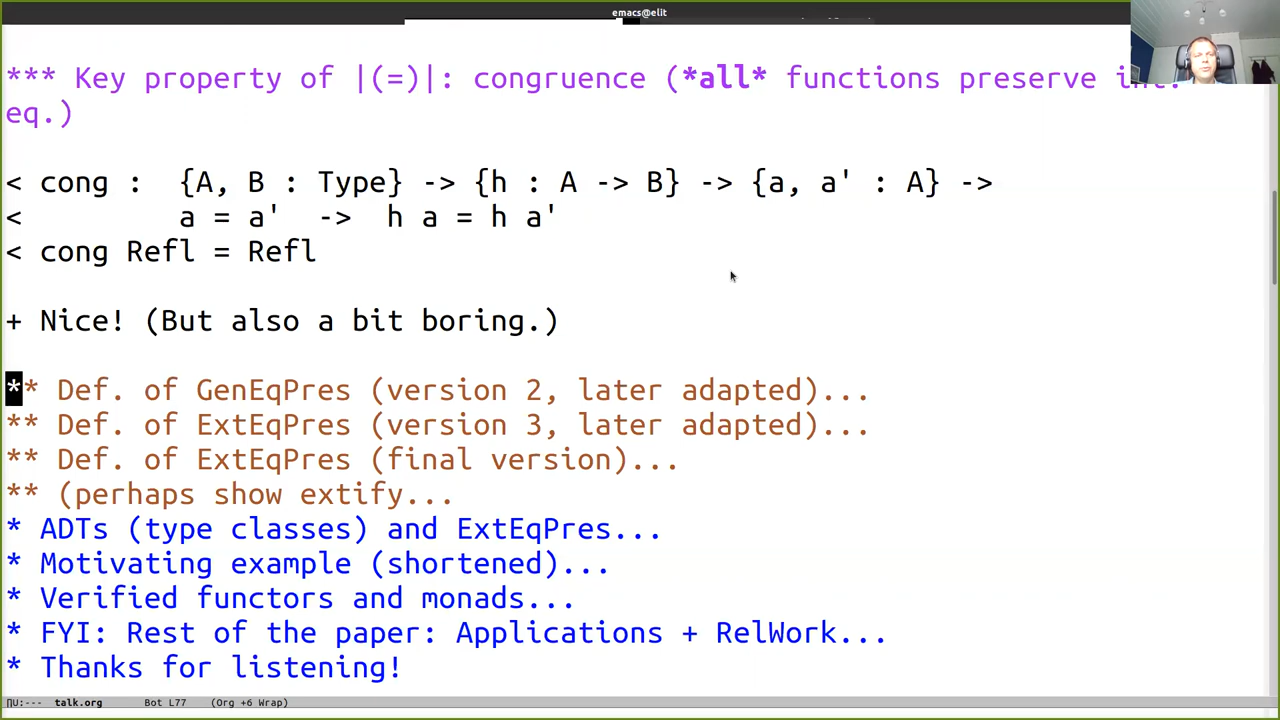 emacs@elit
*** Key property of |(=)|: congruence (*all* functions preserve int.
eq.)
< cong :  {A, B : Type} -> {h : A -> B} -> {a, a' : A} ->
<         a = a'  ->  h a = h a'
< cong Refl = Refl
+ Nice! (But also a bit boring.)
** Def. of GenEqPres (version 2, later adapted)...
** Def. of ExtEqPres (version 3, later adapted)...
** Def. of ExtEqPres (final version)...
** (perhaps show extify...
* ADTs (type classes) and ExtEqPres...
* Motivating example (shortened)...
* Verified functors and monads...
* FYI: Rest of the paper: Applications + RelWork...
* Thanks for listening!
U:---  talk.org  Bot L77  (Org +6 Wrap)